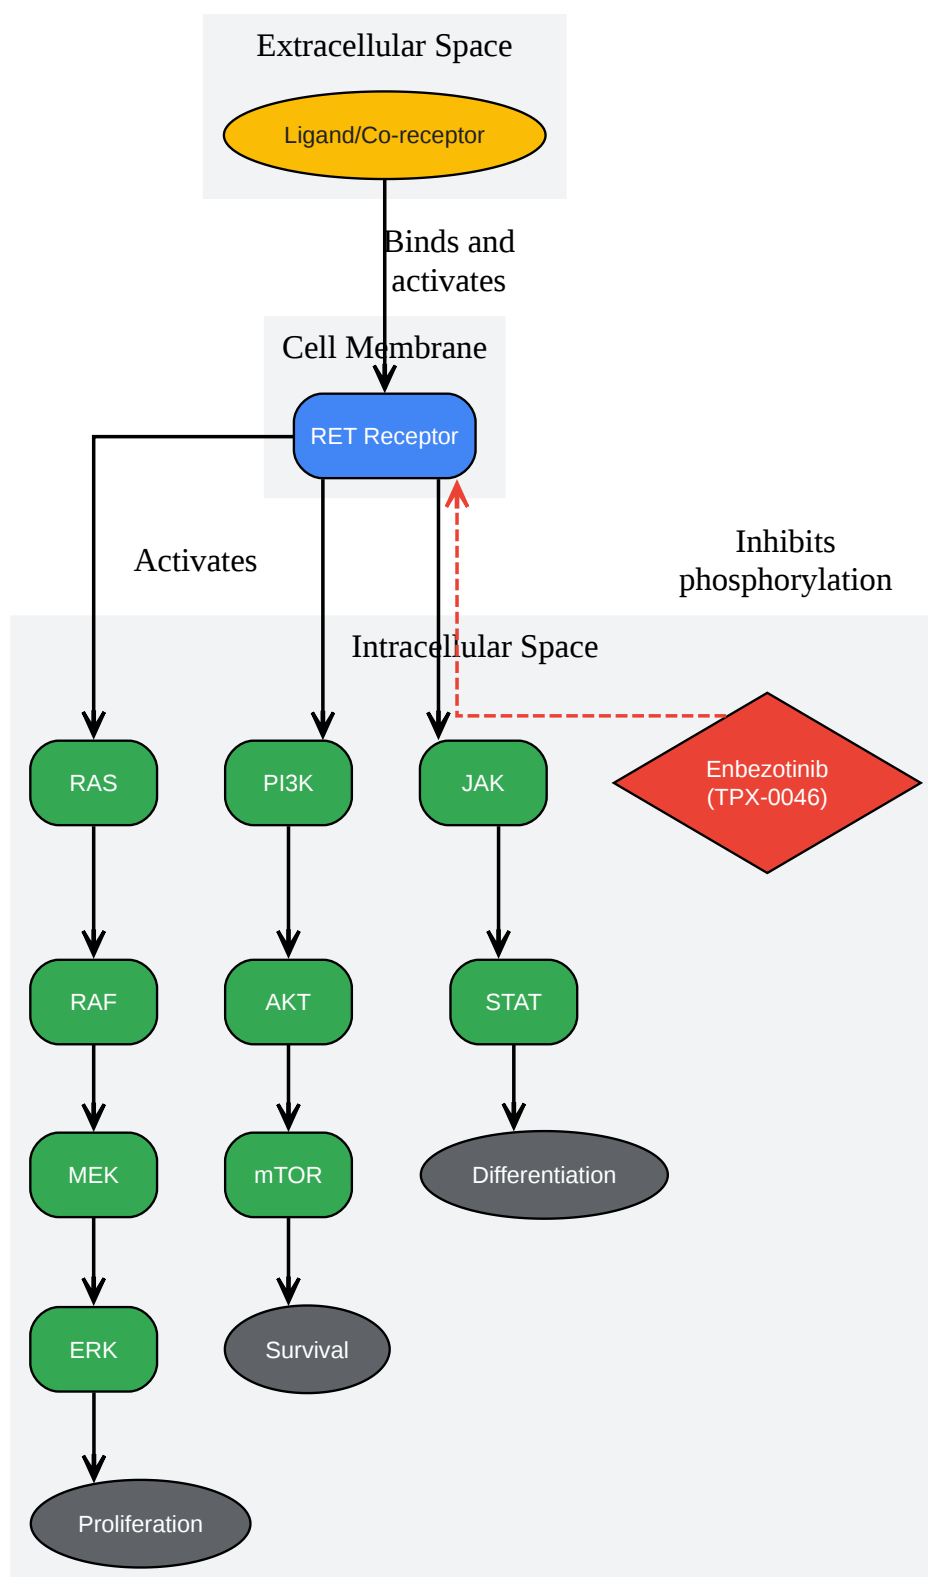 Extracellular Space
Ligand/Co-receptor
Binds and
activates
Cell Membrane
RET Receptor
Activates
Inhibits
phosphorylation
Intracellular Space
RAS
PI3K
JAK
Enbezotinib
(TPX-0046)
RAF
AKT
STAT
MEK
mTOR
Differentiation
ERK
Survival
Proliferation